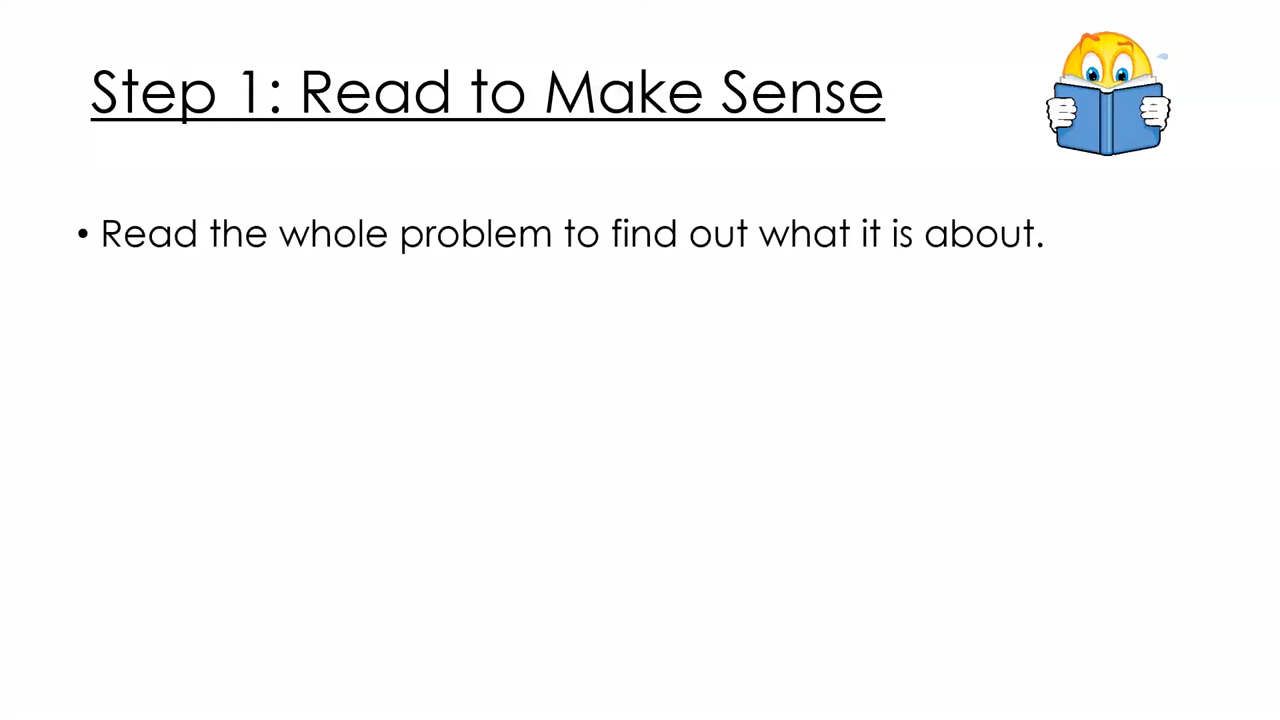 Step 1: Read to Make Sense
• Read the whole problem to find out what it is about.